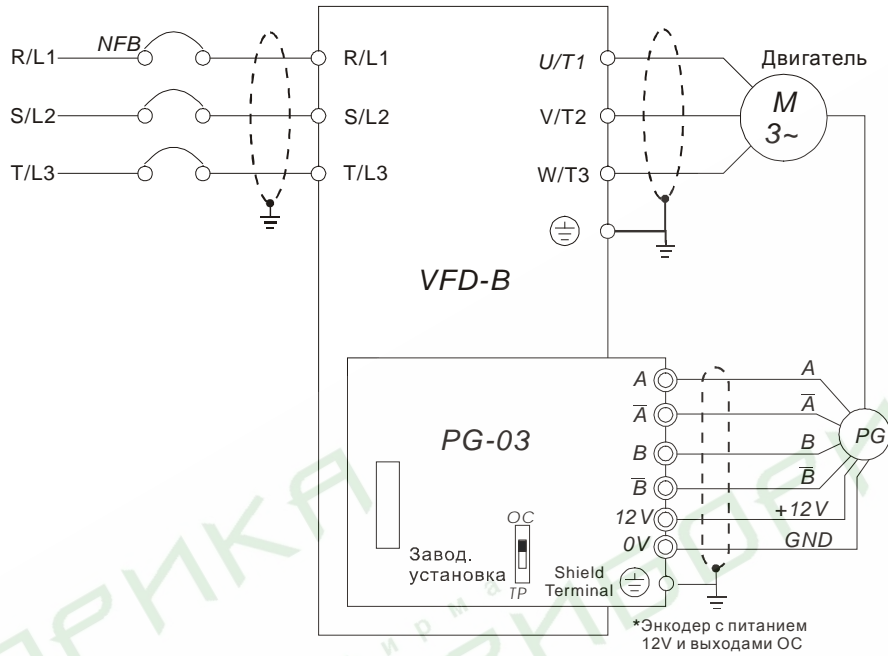 NFB
R/L1
R/L1
U/T1
Двигатель
S/L2
S/L2
V/T2
M
3~
T/L3
T/L3
W/T3
VFD-B
PG-03
A
A
A̅
A̅
B
B
B̅
B̅
PG
12V
+12V
0V
GND
OC
Завод.
установка
TP
Shield
Terminal
*Энкодер с питанием
12V и выходами ОС